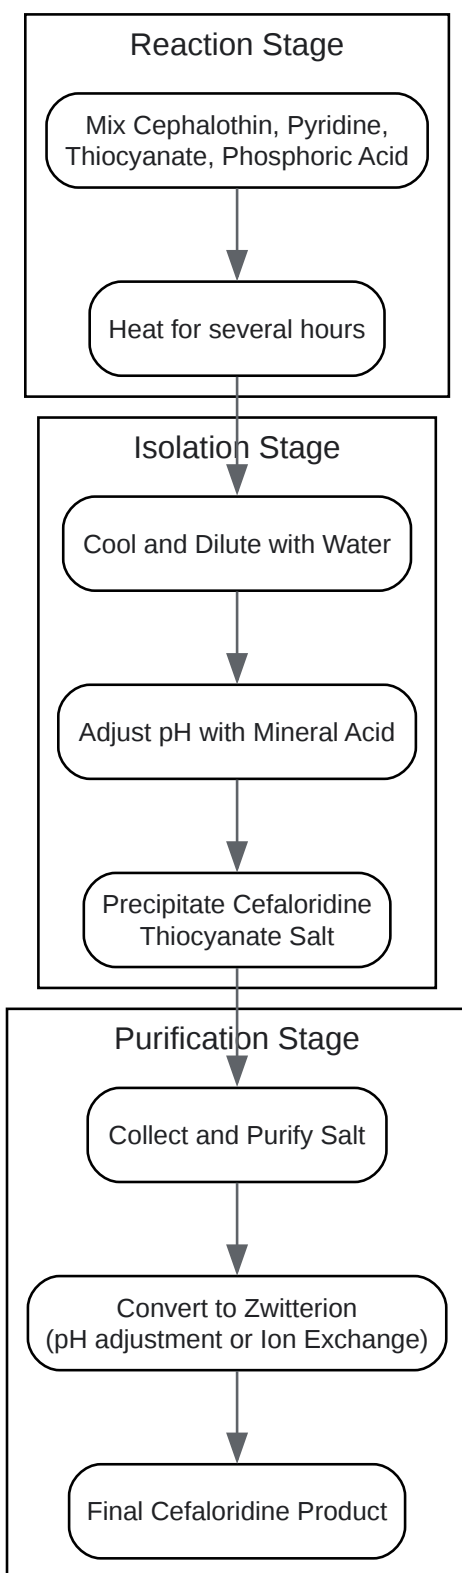 Reaction Stage
Mix Cephalothin, Pyridine,
Thiocyanate, Phosphoric Acid
Heat for several hours
Isolation Stage
Cool and Dilute with Water
Adjust pH with Mineral Acid
Precipitate Cefaloridine
Thiocyanate Salt
Purification Stage
Collect and Purify Salt
Convert to Zwitterion
(pH adjustment or Ion Exchange)
Final Cefaloridine Product